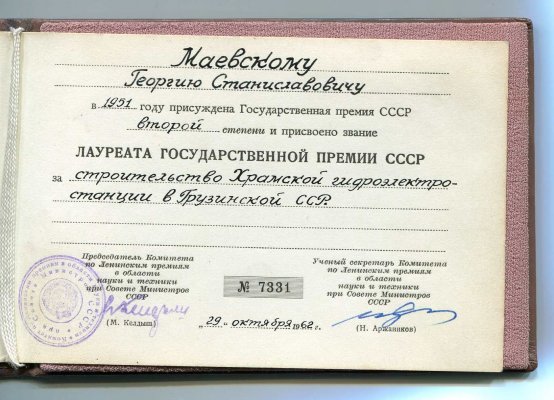 Маевскому
Георгию Станиславовичу
в 1951 году присуждена Государственная премия СССР
второй степени и присвоено звание
ЛАУРЕАТА ГОСУДАРСТВЕННОЙ ПРЕМИИ СССР
за строительство Храмской гидроэлектро-
станции в Грузинской ССР.
Председатель Комитета
по Ленинским премиям
в области
науки и техники
при Совете Министров
СССР
(М. Келдыш)
№ 7331
29 октября 1962 г.
Ученый секретарь Комитета
по Ленинским премиям
в области
науки и техники
при Совете Министров
СССР
(Н. Аржаников)